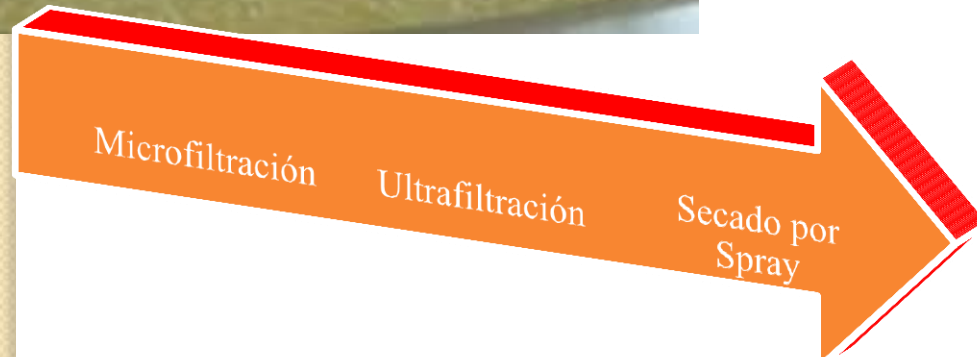 Microfiltración
Ultrafiltración
Secado por
Spray